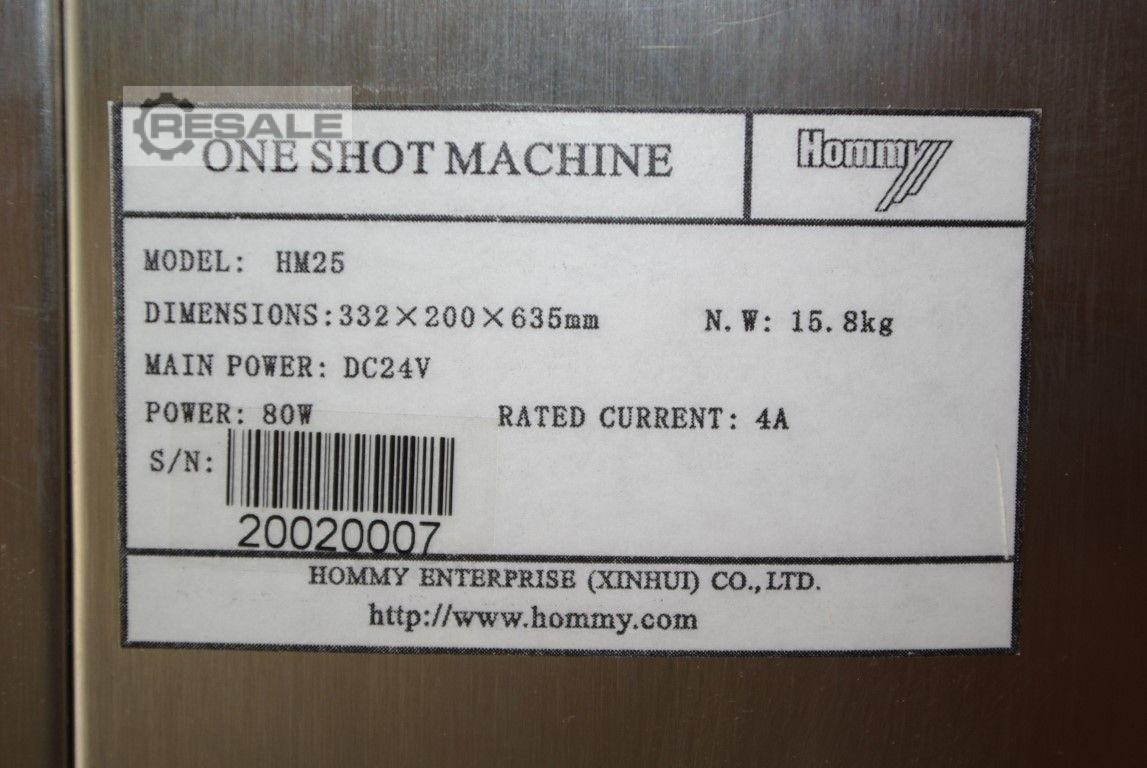 RESALE
ONE SHOT MACHINE
Hommy
MODEL: HM25
DIMENSIONS:332×200×635mm N.W: 15.8kg
MAIN POWER: DC24V
POWER: 80W RATED CURRENT: 4A
S/N:
20020007
HOMMY ENTERPRISE (XINHUI) CO.,LTD.
http://www.hommy.com